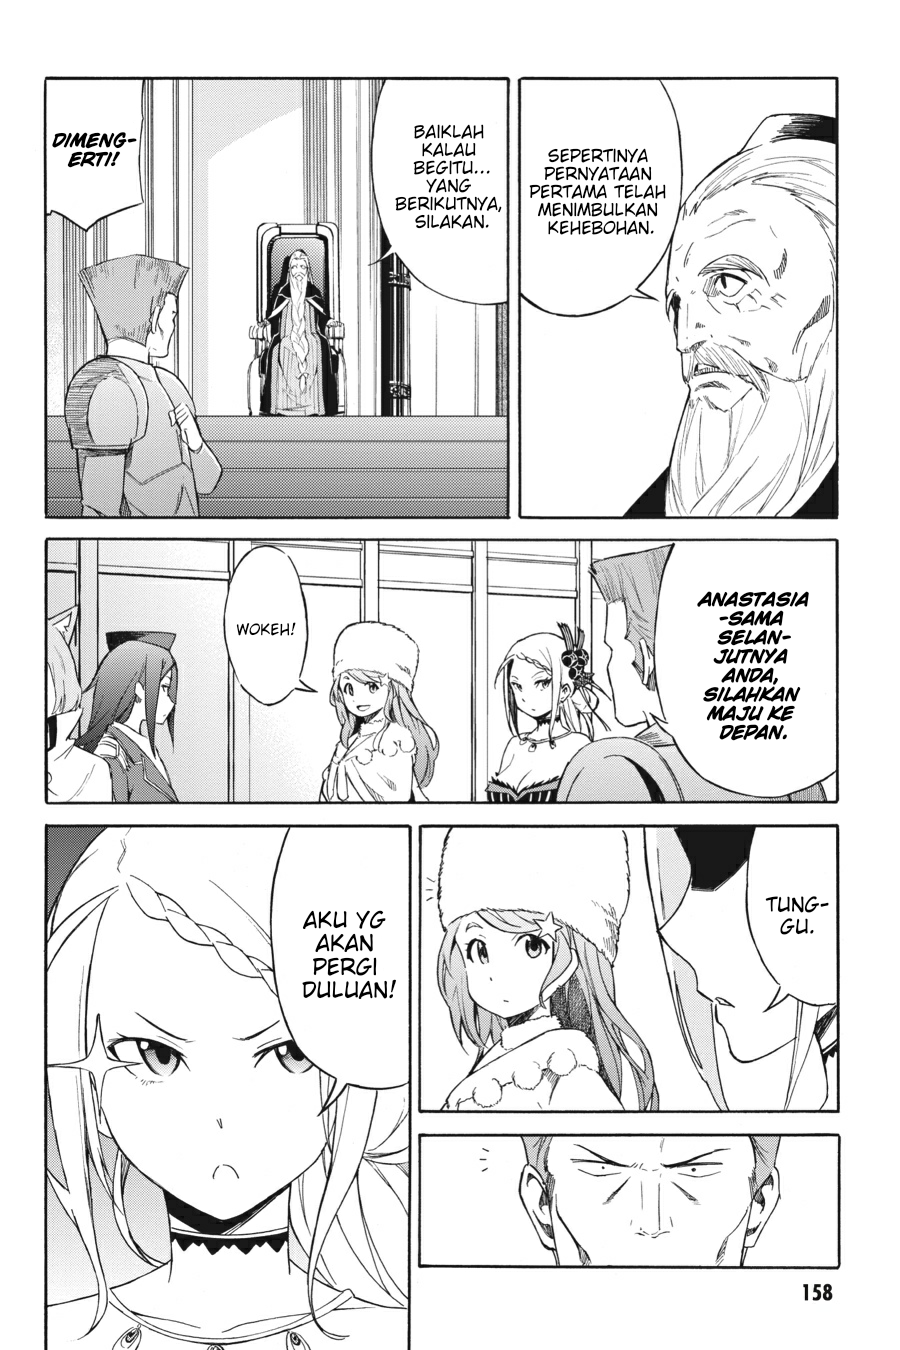 SEPERTINYA
PERNYATAAN
PERTAMA TELAH
MENIMBULKAN
KEHEBOHAN.
BAIKLAH
KALAU
BEGITU...
YANG
BERIKUTNYA,
SILAKAN.
DIMENG-
ERTI!
ANASTASIA
-SAMA
SELAN-
JUTNYA
ANDA,
SILAHKAN
MAJU KE
DEPAN.
WOKEH!
TUNG-
GU.
AKU YG
AKAN
PERGI
DULUAN!
158